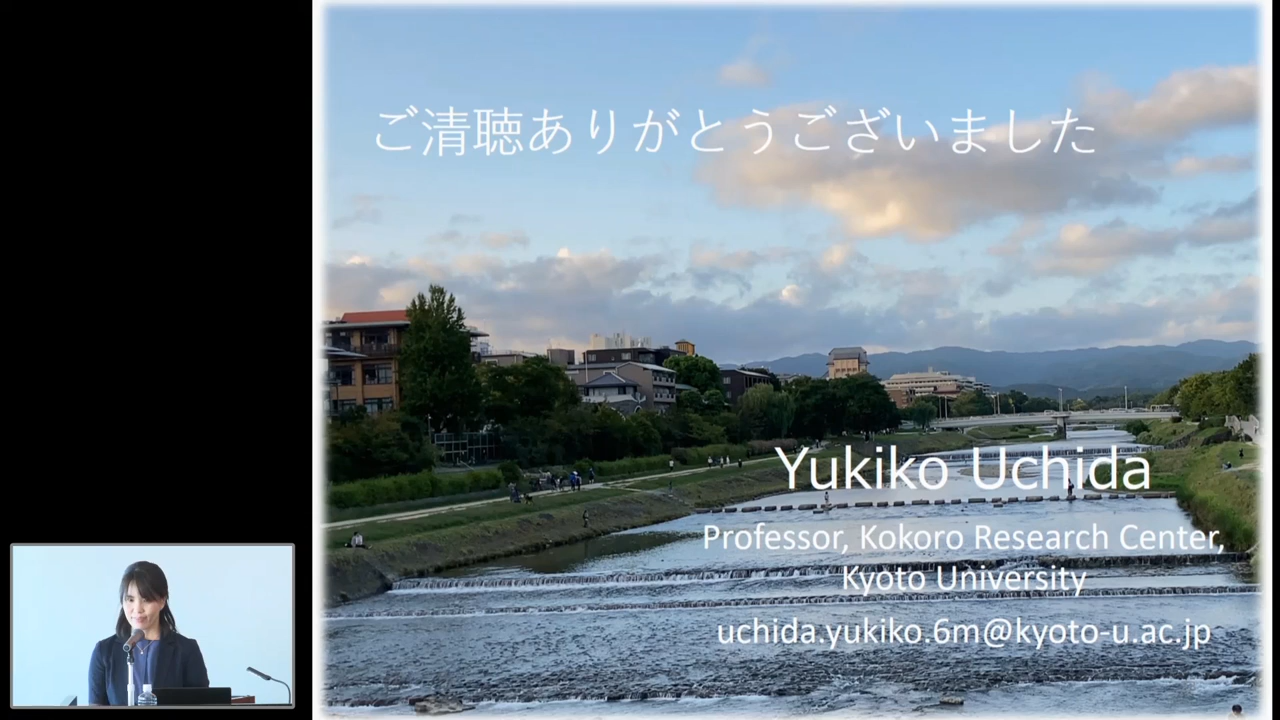 ご清聴ありがとうございました
Yukiko Uchida
Professor, Kokoro Research Center,
Kyoto University
uchida.yukiko.6m@kyoto-u.ac.jp